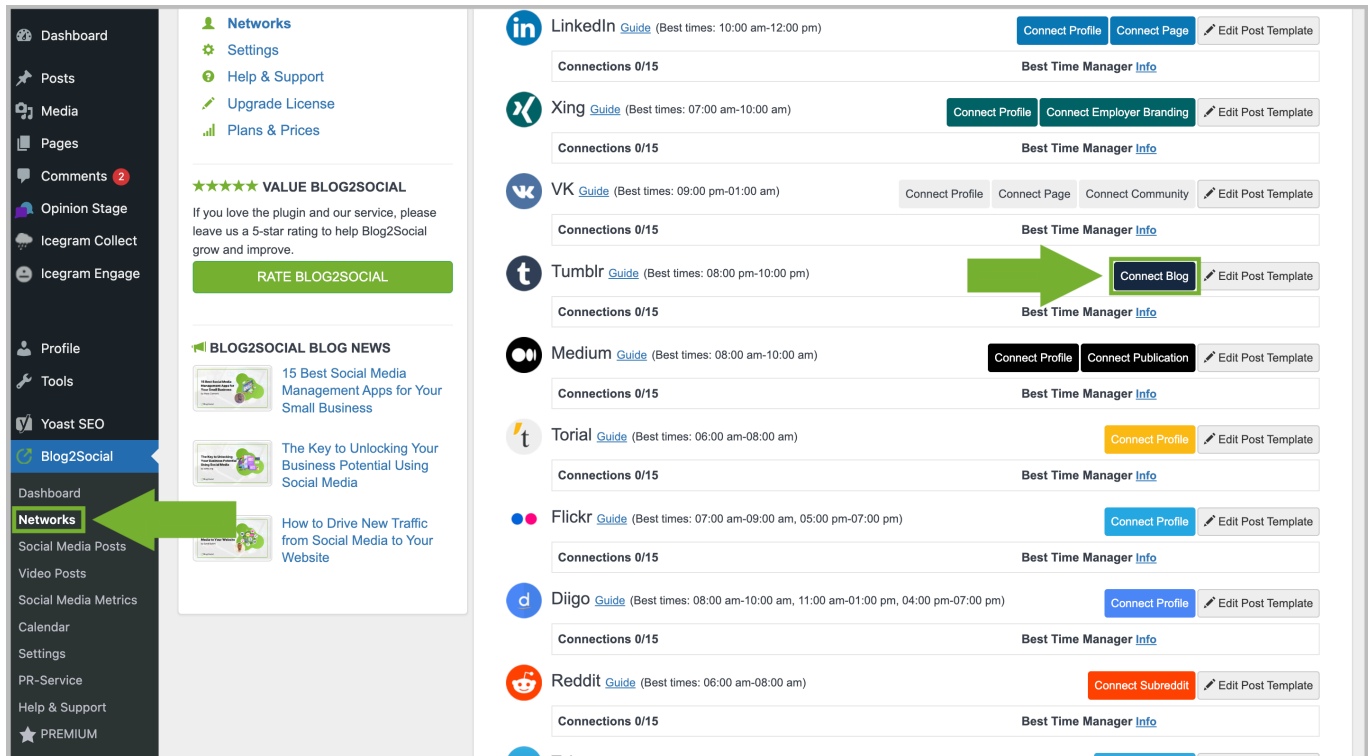 Dashboard
Posts
Media
Pages
Comments 2
Opinion Stage
Icegram Collect
Icegram Engage
Profile
Tools
Yoast SEO
Blog2Social
Dashboard
Networks
Social Media Posts
Video Posts
Social Media Metrics
Calendar
Settings
PR-Service
Help & Support
PREMIUM
Networks
Settings
Help & Support
Upgrade License
Plans & Prices
VALUE BLOG2SOCIAL
If you love the plugin and our service, please
leave us a 5-star rating to help Blog2Social
grow and improve.
RATE BLOG2SOCIAL
BLOG2SOCIAL BLOG NEWS
15 Best Social Media
Management Apps for Your
Small Business
The Key to Unlocking Your
Business Potential Using
Social Media
How to Drive New Traffic
from Social Media to Your
Website
in LinkedIn Guide (Best times: 10:00 am-12:00 pm) Connect Profile Connect Page Edit Post Template
Connections 0/15 Best Time Manager Info
Xing Guide (Best times: 07:00 am-10:00 am) Connect Profile Connect Employer Branding Edit Post Template
Connections 0/15 Best Time Manager Info
VK Guide (Best times: 09:00 pm-01:00 am) Connect Profile Connect Page Connect Community Edit Post Template
Connections 0/15 Best Time Manager Info
t Tumblr Guide (Best times: 08:00 pm-10:00 pm) Connect Blog Edit Post Template
Connections 0/15 Best Time Manager Info
Medium Guide (Best times: 08:00 am-10:00 am) Connect Profile Connect Publication Edit Post Template
Connections 0/15 Best Time Manager Info
't Torial Guide (Best times: 06:00 am-08:00 am) Connect Profile Edit Post Template
Connections 0/15 Best Time Manager Info
Flickr Guide (Best times: 07:00 am-09:00 am, 05:00 pm-07:00 pm) Connect Profile Edit Post Template
Connections 0/15 Best Time Manager Info
d Diigo Guide (Best times: 08:00 am-10:00 am, 11:00 am-01:00 pm, 04:00 pm-07:00 pm) Connect Profile Edit Post Template
Connections 0/15 Best Time Manager Info
Reddit Guide (Best times: 06:00 am-08:00 am) Connect Subreddit Edit Post Template
Connections 0/15 Best Time Manager Info